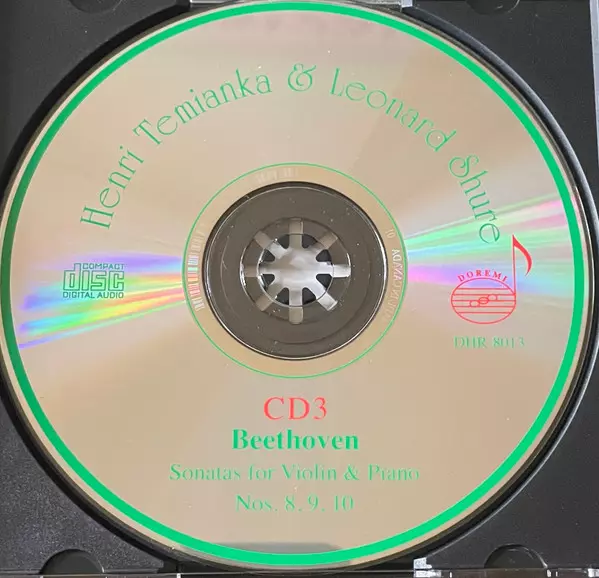 Henri Temianka & Leonard Shure
COMPACT
disc
DIGITAL AUDIO
DOREMI
DHR 8013
CD3
Beethoven
Sonatas for Violin & Piano
Nos. 8, 9, 10